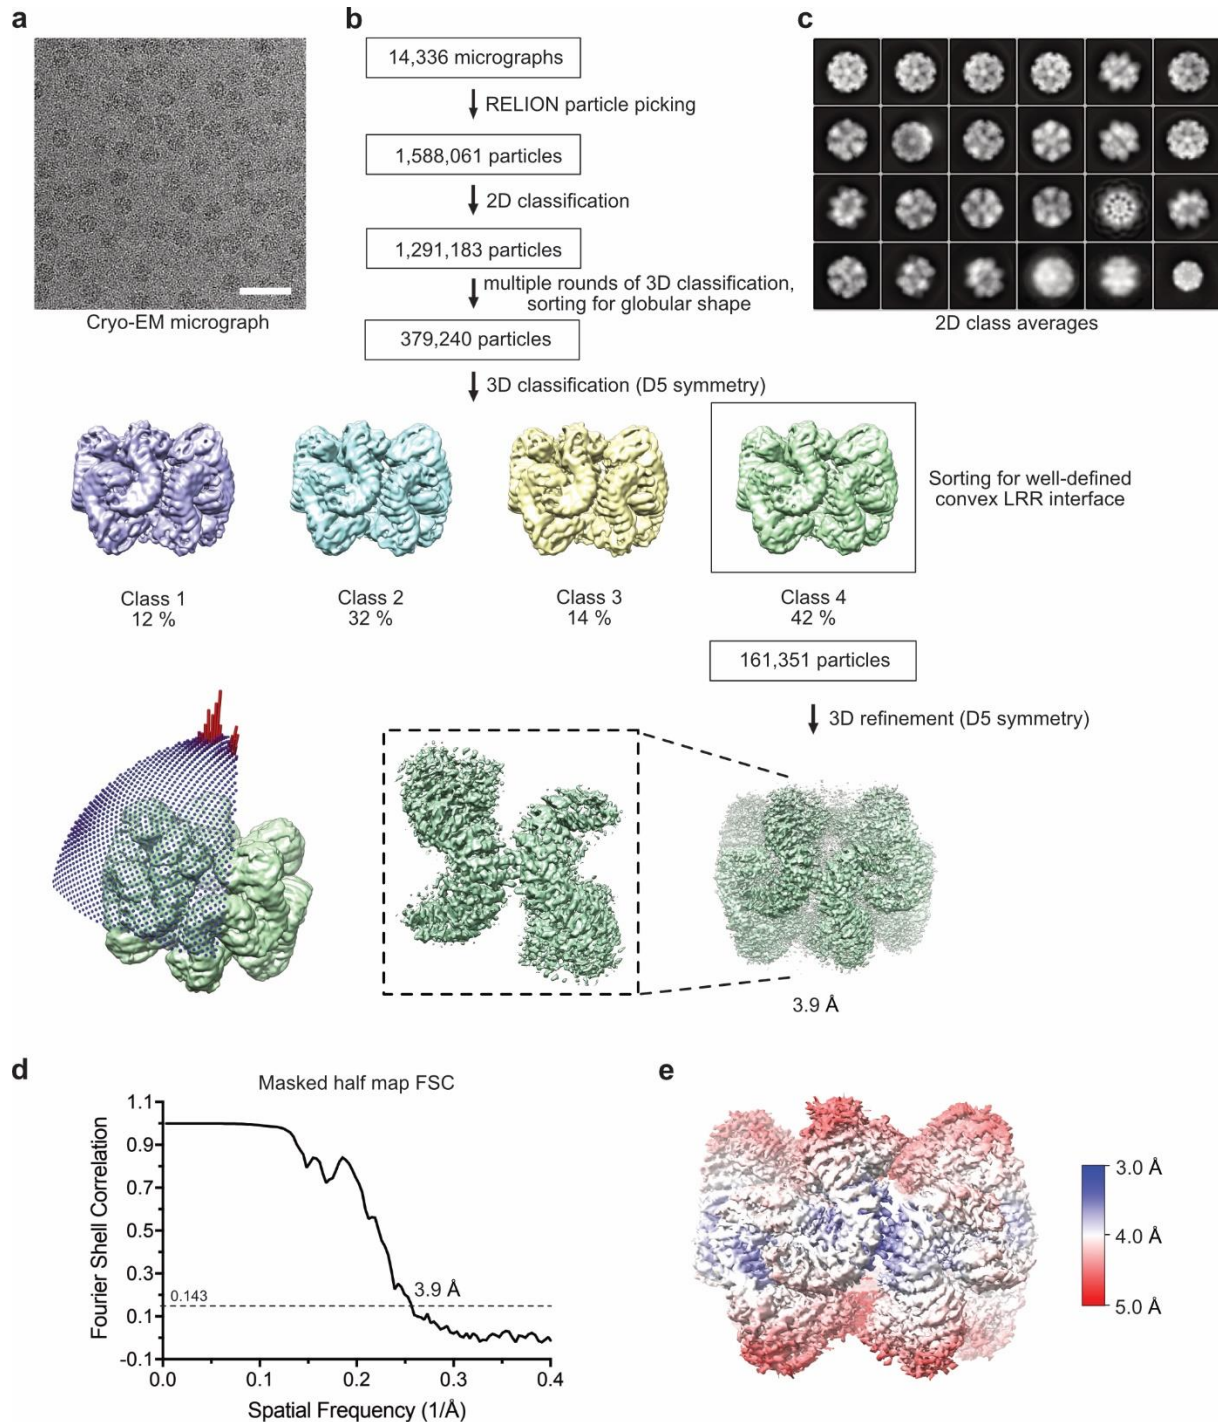 a
b
c
14,336 micrographs
RELION particle picking
1,588,061 particles
2D classification
1,291,183 particles
multiple rounds of 3D classification,
sorting for globular shape
379,240 particles
Cryo-EM micrograph
2D class averages
3D classification (D5 symmetry)
Sorting for well-defined
convex LRR interface
Class 1
12 %
Class 2
32 %
Class 3
14 %
Class 4
42 %
161,351 particles
3D refinement (D5 symmetry)
3.9 Å
d
Masked half map FSC
Fourier Shell Correlation
1.1
0.9
0.7
0.5
0.3
0.1
-0.1
0.143
3.9 Å
0.0
0.1
0.2
0.3
0.4
Spatial Frequency (1/Å)
e
3.0 Å
4.0 Å
5.0 Å